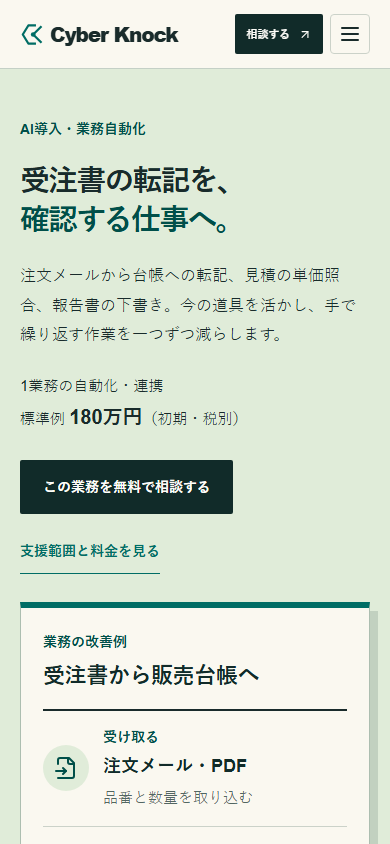 Cyber Knock
相談する
AI導入・業務自動化
受注書の転記を、
確認する仕事へ。
注文メールから台帳への転記、見積の単価照
合、報告書の下書き。今の道具を活かし、手で
繰り返す作業を一つずつ減らします。
1業務の自動化・連携
標準例 180万円（初期・税別）
この業務を無料で相談する
支援範囲と料金を見る
業務の改善例
受注書から販売台帳へ
受け取る
注文メール・PDF
品番と数量を取り込む